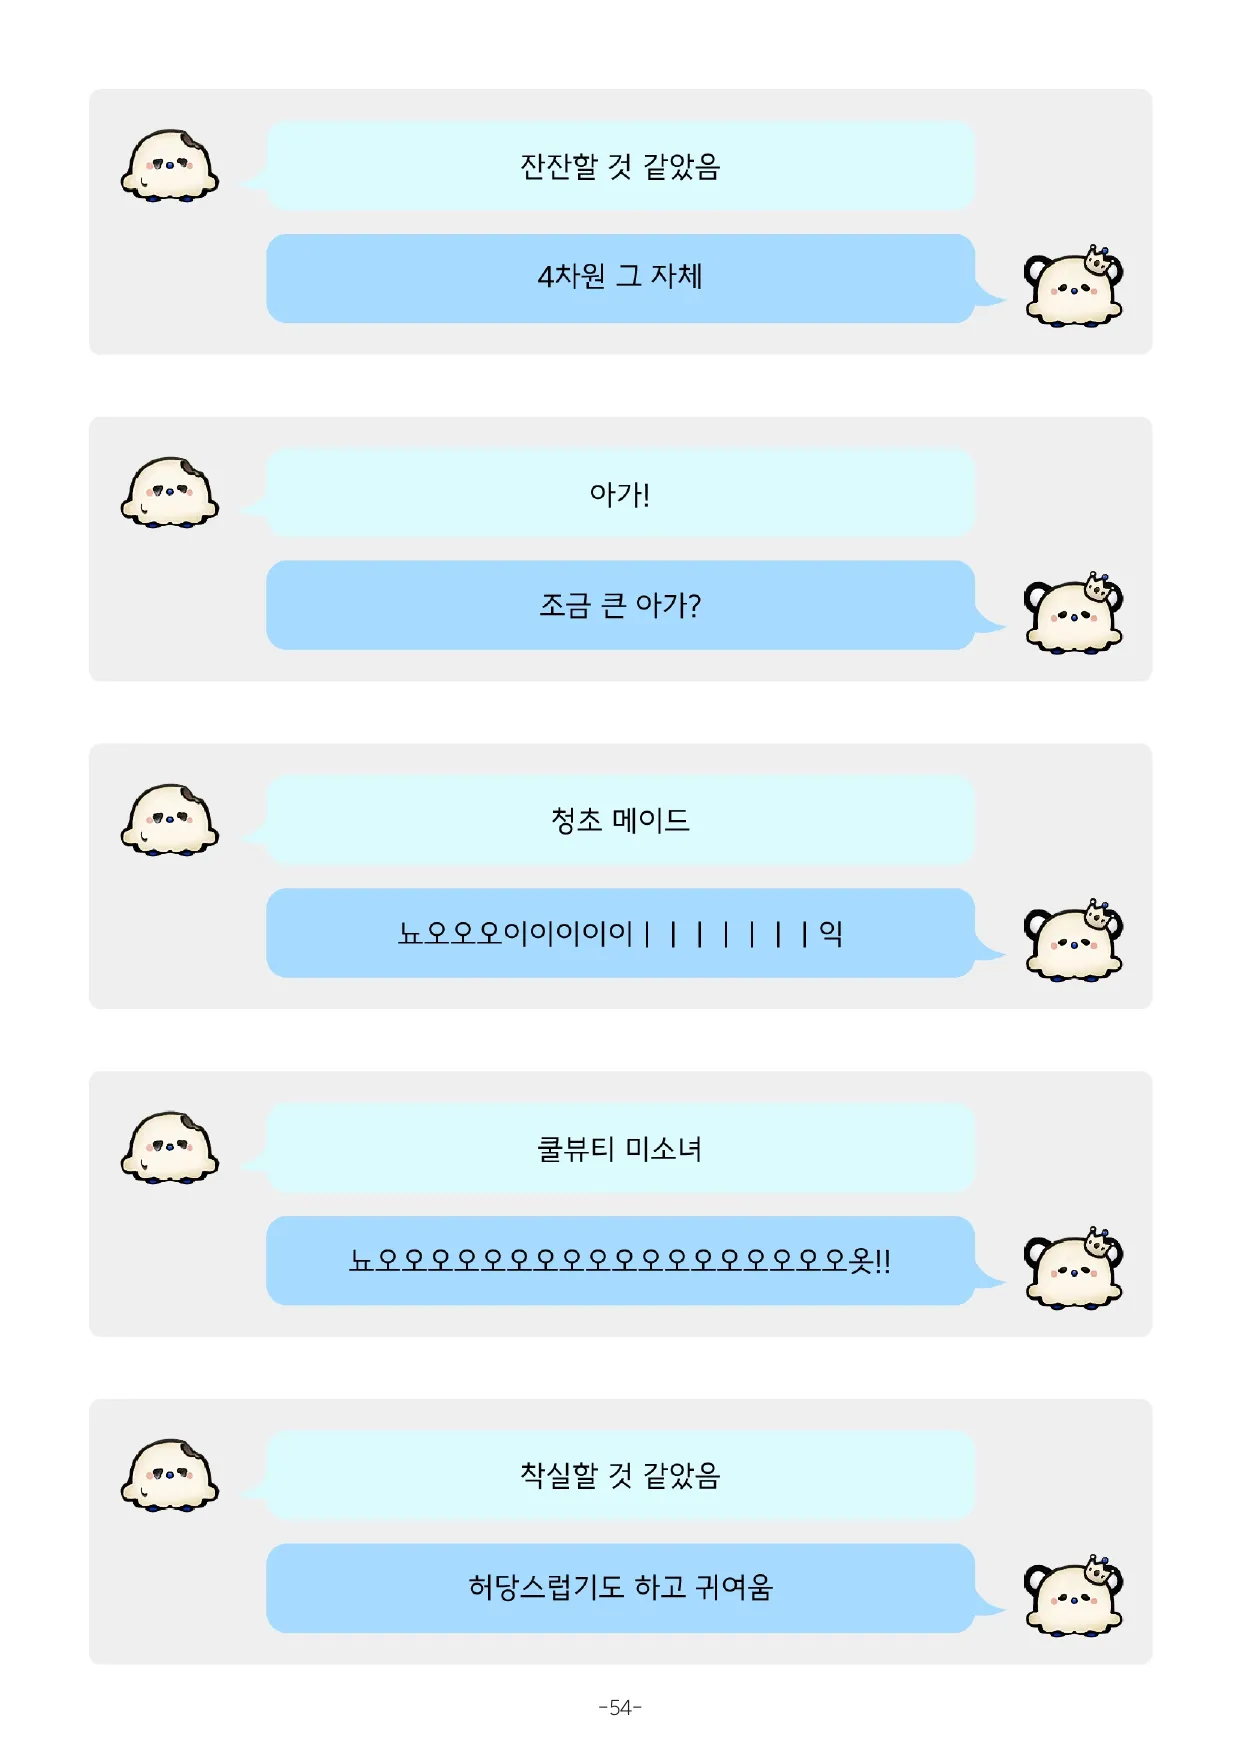 잔잔할 것 같았음
4차원 그 자체
아가!
조금 큰 아가?
청초 메이드
뇨오오오이이이이이ㅣㅣㅣㅣㅣㅣㅣ익
쿨뷰티 미소녀
뇨오오오오오오오오오오오오오오오오오오옷!!
착실할 것 같았음
허당스럽기도 하고 귀여움
-54-